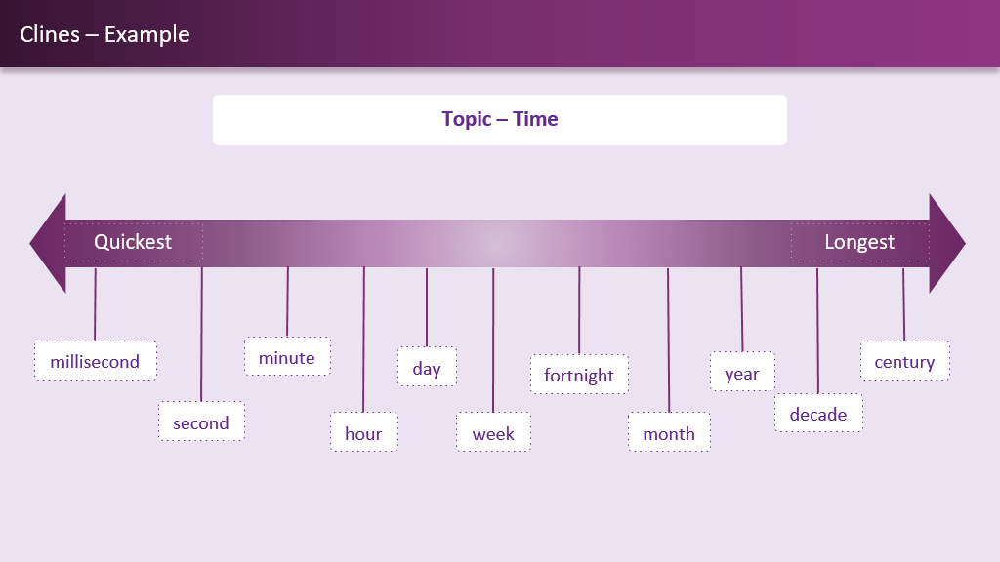 Clines – Example
Topic – Time
Quickest
Longest
millisecond
second
minute
hour
day
week
fortnight
month
year
decade
century